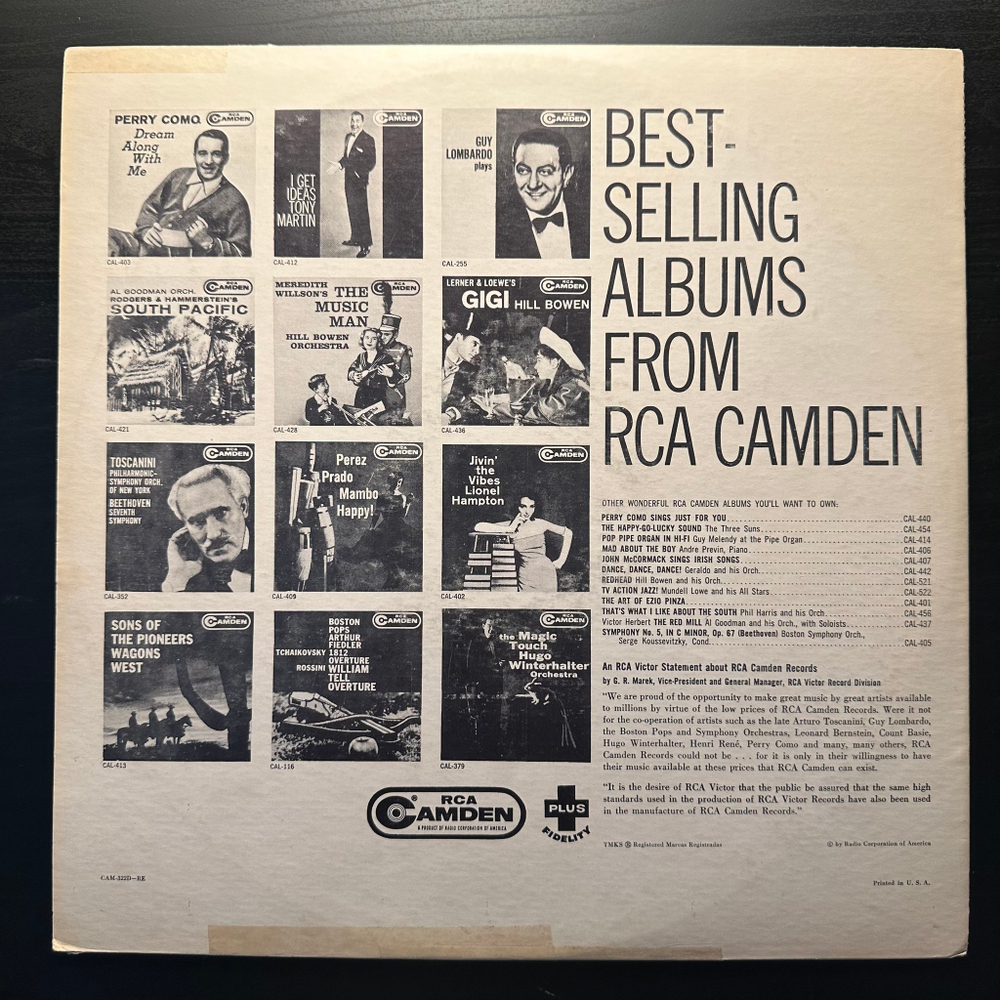 PERRY COMO
RCA
CAMDEN
Dream
Along
With
Me
CAL-403
RCA
CAMDEN
I GET
IDEAS
TONY
MARTIN
CAL-412
RCA
CAMDEN
GUY
LOMBARDO
plays
CAL-255
BEST-
SELLING
ALBUMS
FROM
RCA CAMDEN
RCA
CAMDEN
AL GOODMAN ORCH.
RODGERS & HAMMERSTEIN'S
SOUTH PACIFIC
CAL-421
MEREDITH
WILLSON'S THE
MUSIC
MAN
RCA
CAMDEN
HILL BOWEN
ORCHESTRA
CAL-428
LERNER & LOEWE'S
RCA
CAMDEN
GIGI HILL BOWEN
CAL-436
RCA
CAMDEN
TOSCANINI
PHILHARMONIC-
SYMPHONY ORCH.
OF NEW YORK
BEETHOVEN
SEVENTH
SYMPHONY
CAL-352
RCA
CAMDEN
Perez
Prado
Mambo
Happy!
CAL-409
RCA
CAMDEN
Jivin'
the
Vibes
Lionel
Hampton
CAL-402
RCA
CAMDEN
SONS OF
THE PIONEERS
WAGONS
WEST
CAL-413
RCA
CAMDEN
BOSTON
POPS
ARTHUR
FIEDLER
TCHAIKOVSKY 1812
OVERTURE
ROSSINI WILLIAM
TELL
OVERTURE
CAL-116
RCA
CAMDEN
the Magic
Touch
Hugo
Winterhalter
Orchestra
CAL-379
OTHER WONDERFUL RCA CAMDEN ALBUMS YOU'LL WANT TO OWN:
PERRY COMO SINGS JUST FOR YOU CAL-440
THE HAPPY-GO-LUCKY SOUND The Three Suns CAL-454
POP PIPE ORGAN IN HI-FI Guy Melendy at the Pipe Organ CAL-414
MAD ABOUT THE BOY Andre Previn, Piano CAL-406
JOHN McCORMACK SINGS IRISH SONGS CAL-407
DANCE, DANCE, DANCE! Geraldo and his Orch. CAL-442
REDHEAD Hill Bowen and his Orch. CAL-521
TV ACTION JAZZ! Mundell Lowe and his All Stars CAL-522
THE ART OF EZIO PINZA CAL-401
THAT'S WHAT I LIKE ABOUT THE SOUTH Phil Harris and his Orch. CAL-456
Victor Herbert THE RED MILL Al Goodman and his Orch., with Soloists CAL-437
SYMPHONY No. 5, IN C MINOR, Op. 67 (Beethoven) Boston Symphony Orch.,
Serge Koussevitzky, Cond. CAL-405
An RCA Victor Statement about RCA Camden Records
by G. R. Marek, Vice-President and General Manager, RCA Victor Record Division
"We are proud of the opportunity to make great music by great artists available
to millions by virtue of the low prices of RCA Camden Records. Were it not
for the co-operation of artists such as the late Arturo Toscanini, Guy Lombardo,
the Boston Pops and Symphony Orchestras, Leonard Bernstein, Count Basie,
Hugo Winterhalter, Henri René, Perry Como and many, many others, RCA
Camden Records could not be . . . for it is only in their willingness to have
their music available at these prices that RCA Camden can exist.
"It is the desire of RCA Victor that the public be assured that the same high
standards used in the production of RCA Victor Records have also been used
in the manufacture of RCA Camden Records."
® RCA
CAMDEN
A PRODUCT OF RADIO CORPORATION OF AMERICA
PLUS
FIDELITY
TMKS ® Registered Marcas Registradas
© by Radio Corporation of America
CAM-322D—RE
Printed in U. S. A.